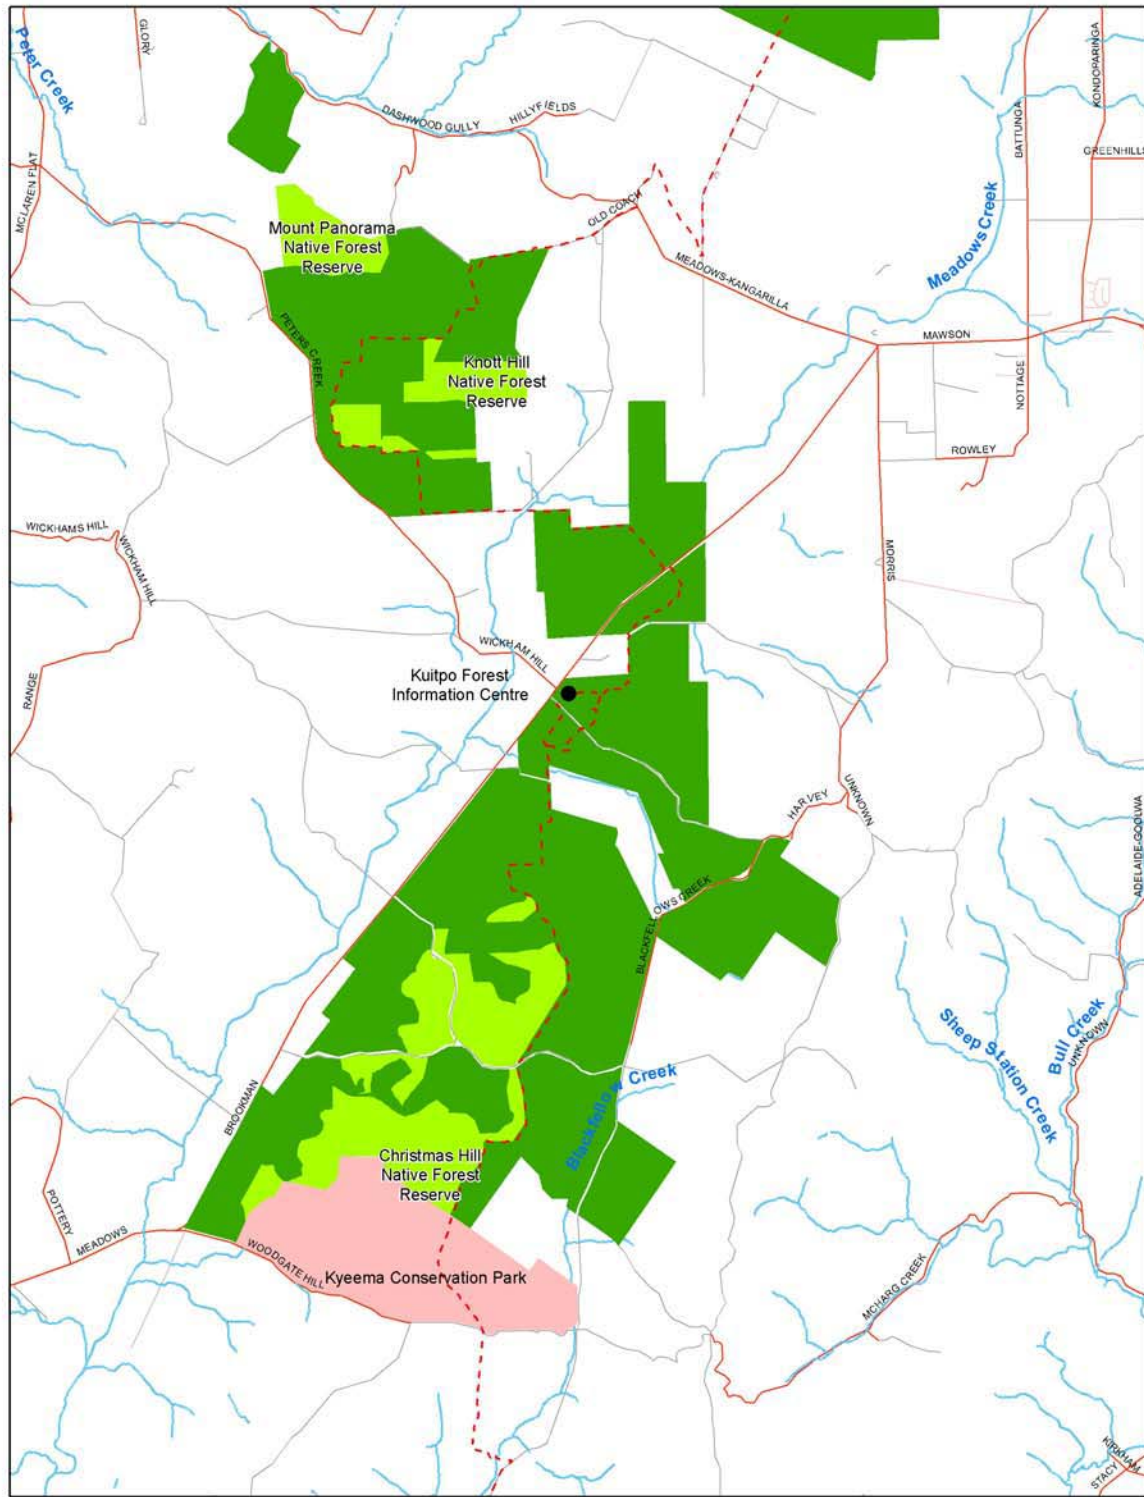 Peter Creek
GLORY
DASHWOOD GULLY
HILLYFIELDS
BATTUNGA
KONDOPARINGA
GREENHILLS
MCLAREN FLAT
OLD COACH
Meadows Creek
Mount Panorama
Native Forest
Reserve
MEADOWS-KANGARILLA
PETERS CREEK
MAWSON
Knott Hill
Native Forest
Reserve
NOTTAGE
ROWLEY
WICKHAMS HILL
WICKHAM HILL
MORRIS
WICKHAM HILL
RANGE
Kuitpo Forest
Information Centre
HARVEY
UNKNOWN
ADELAIDE-GOOLWA
BLACKFELLOWS CREEK
Sheep Station Creek
Bull Creek
UNKNOWN
BROOKMAN
Blackfellow Creek
Christmas Hill
Native Forest
Reserve
POTTERY
MEADOWS
WOODGATE HILL
Kyeema Conservation Park
MCHARG CREEK
KIRKHAM
STACY